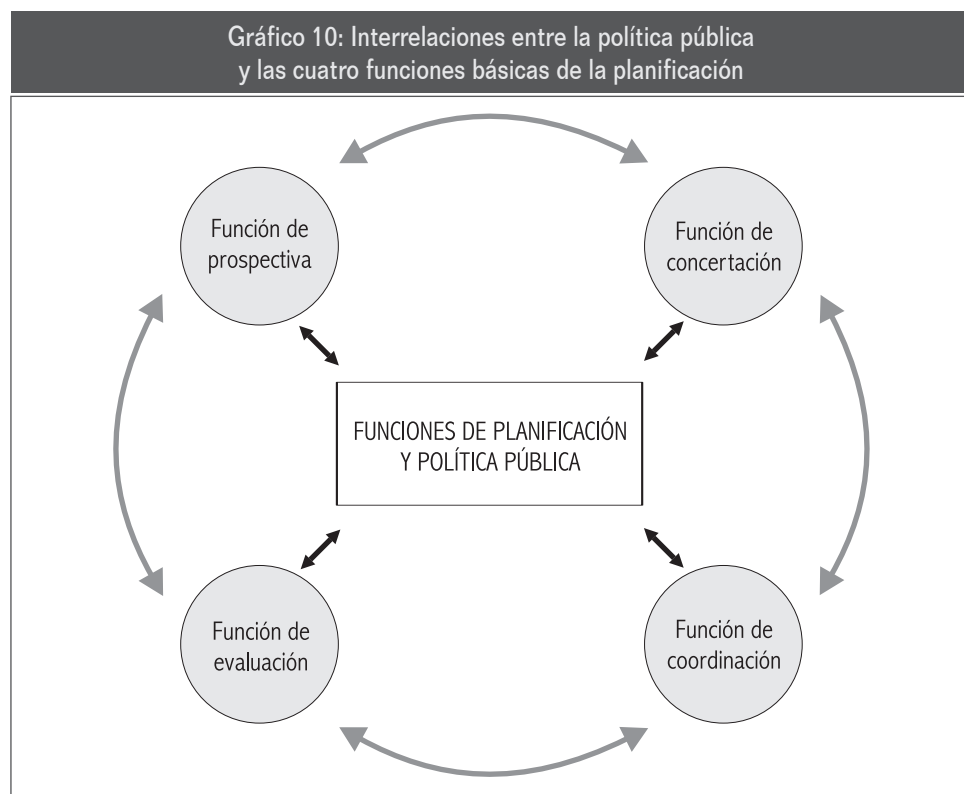 Gráfico 10: Interrelaciones entre la política pública
y las cuatro funciones básicas de la planificación
Función de
prospectiva
Función de
concertación
FUNCIONES DE PLANIFICACIÓN
Y POLÍTICA PÚBLICA
Función de
evaluación
Función de
coordinación